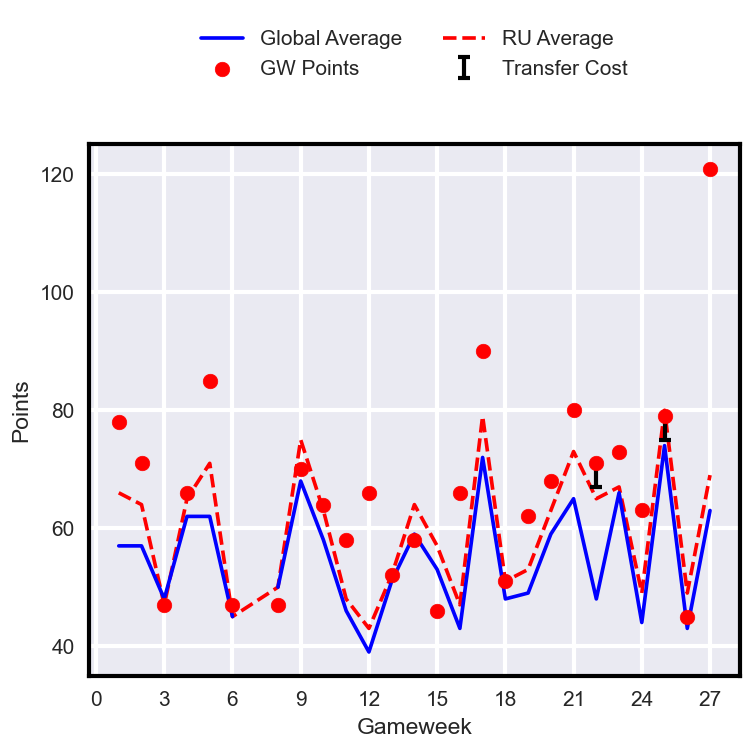 Global Average
RU Average
GW Points
Transfer Cost
120
100
80
60
40
Points
0 3 6 9 12 15 18 21 24 27
Gameweek